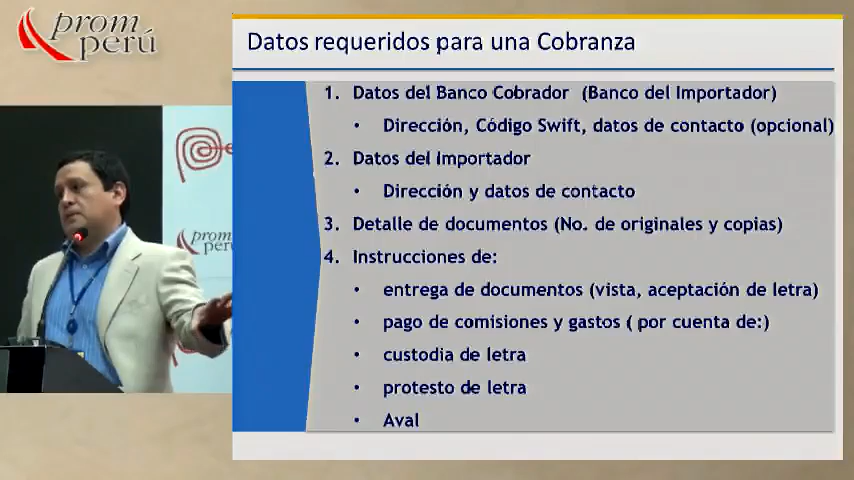 prom
perú
Datos requeridos para una Cobranza
1. Datos del Banco Cobrador (Banco del Importador)
• Dirección, Código Swift, datos de contacto (opcional)
2. Datos del Importador
• Dirección y datos de contacto
3. Detalle de documentos (No. de originales y copias)
4. Instrucciones de:
• entrega de documentos (vista, aceptación de letra)
• pago de comisiones y gastos ( por cuenta de:)
• custodia de letra
• protesto de letra
• Aval
prom
perú